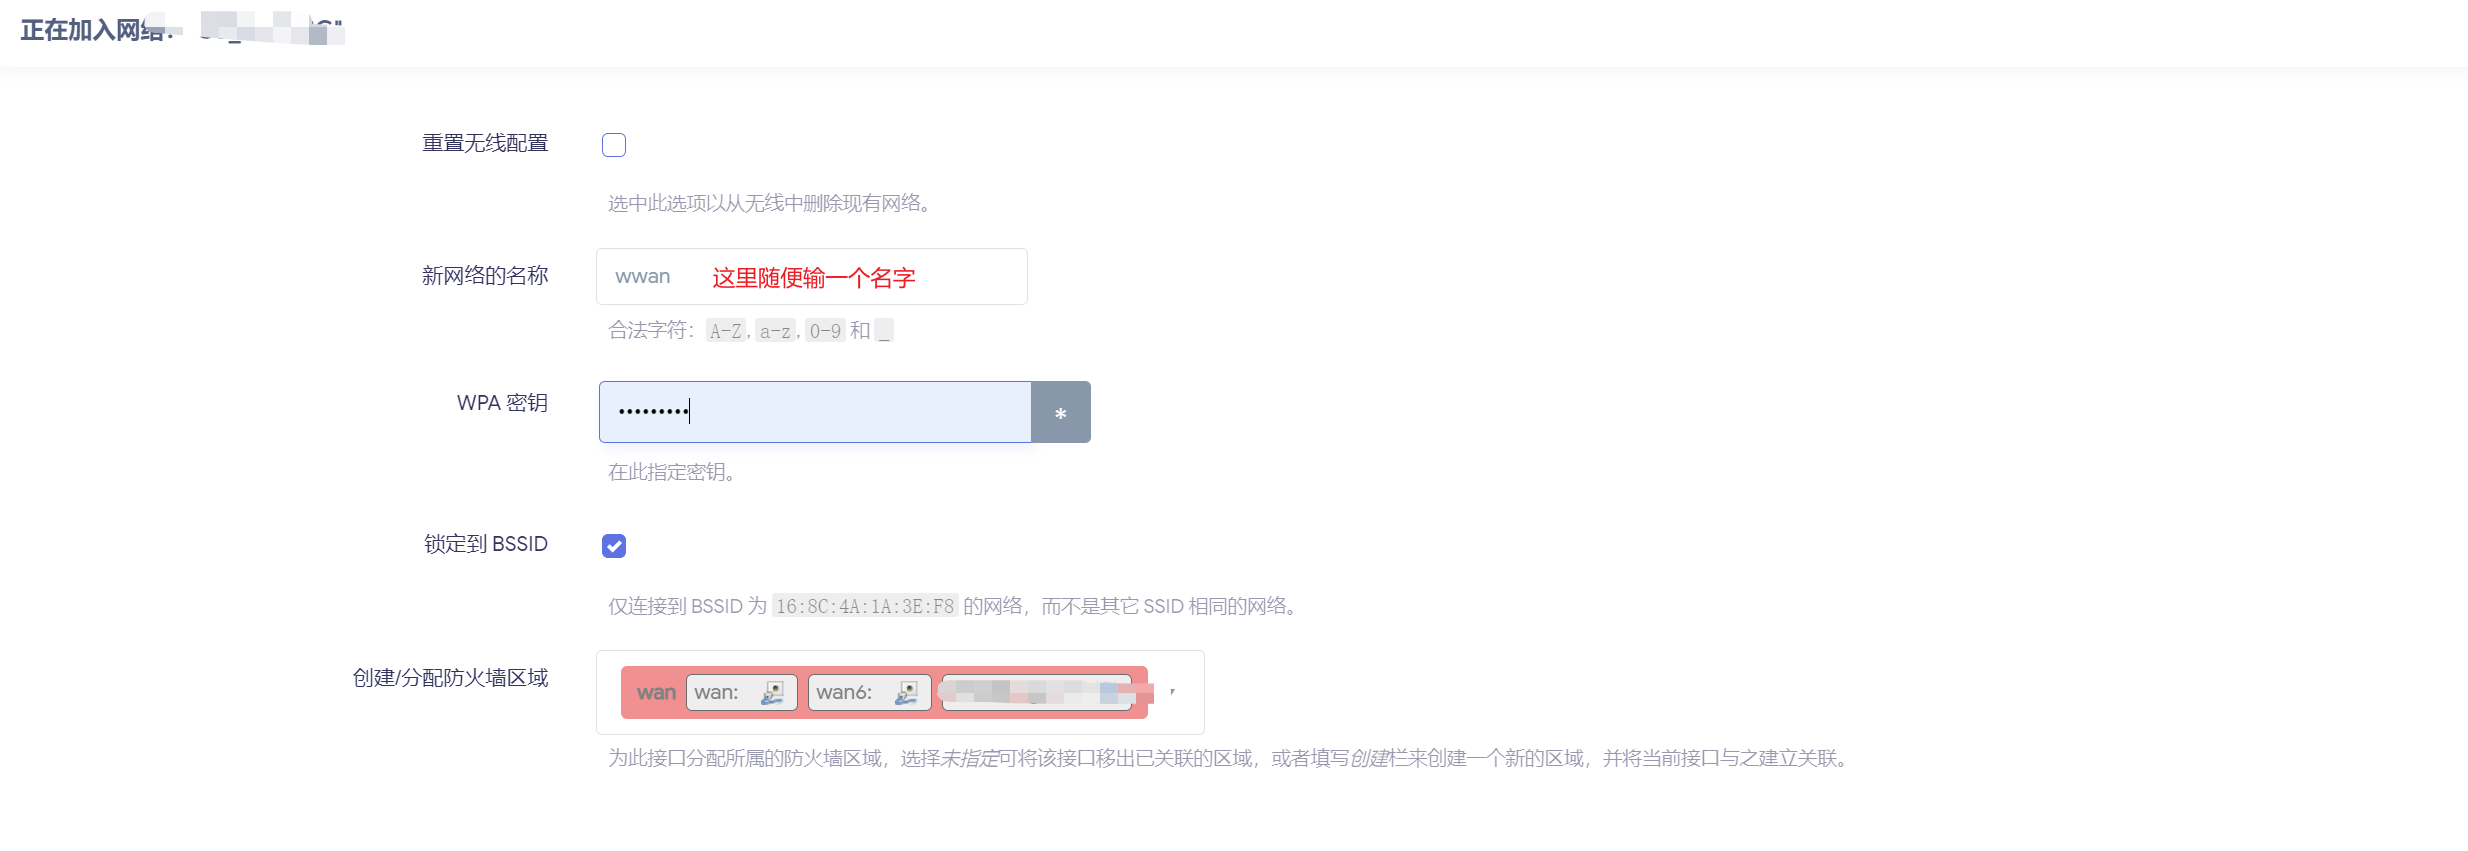 正在加入网络:
重置无线配置
选中此选项以从无线中删除现有网络。
新网络的名称
wwan 这里随便输一个名字
合法字符：A-Z, a-z, 0-9 和 _
WPA 密钥
•••••••••
*
在此指定密钥。
锁定到 BSSID
仅连接到 BSSID 为 16:8C:4A:1A:3E:F8 的网络，而不是其它 SSID 相同的网络。
创建/分配防火墙区域
wan wan: wan6:
为此接口分配所属的防火墙区域，选择未指定可将该接口移出已关联的区域，或者填写创建栏来创建一个新的区域，并将当前接口与之建立关联。